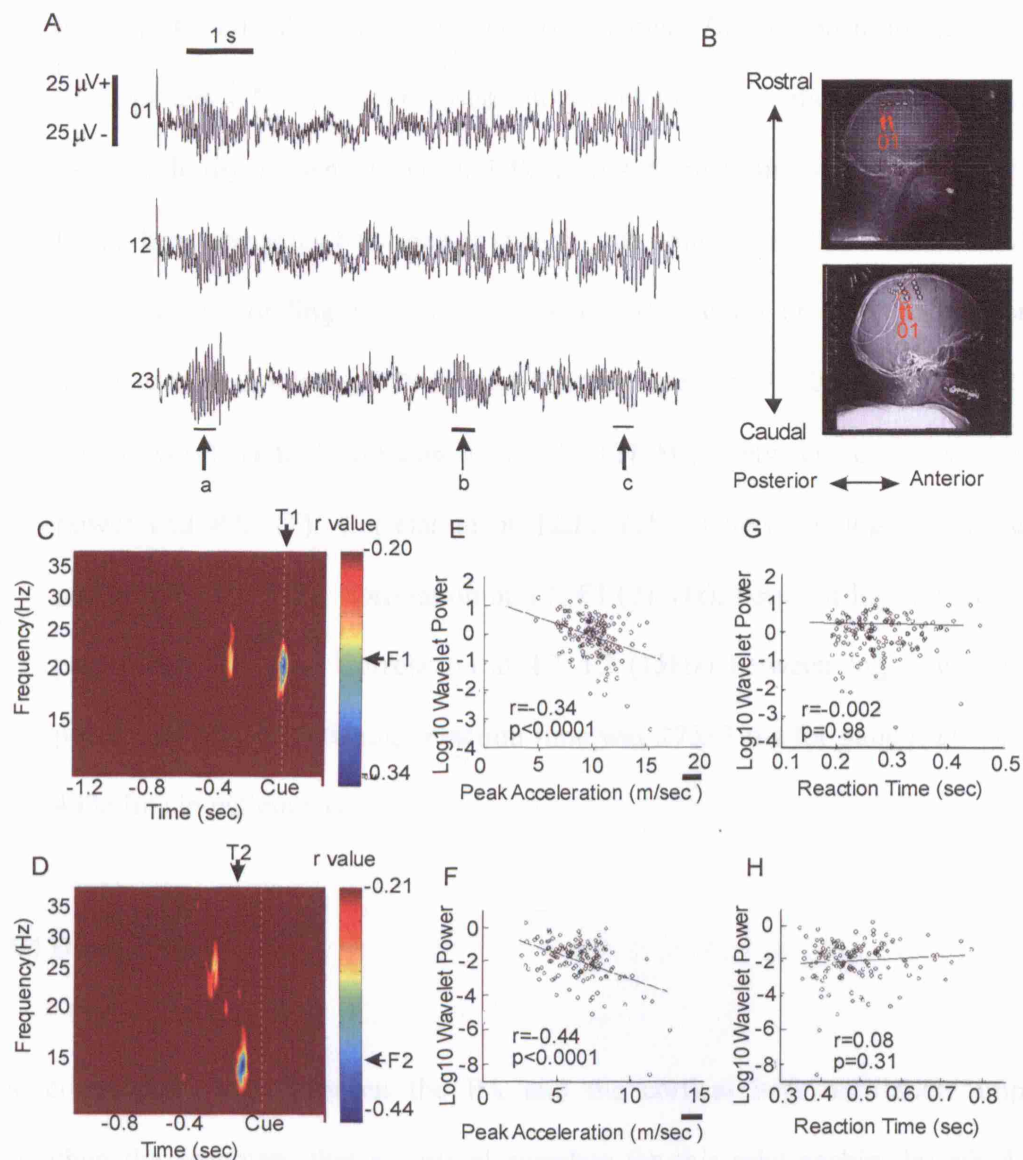 A
1 s
B
25 µV+
01
25 µV -
Rostral
01
12
01
23
Caudal
Posterior
Anterior
a
b
c
T1
C
r value
E
G
-0.20
35
30
25
20
15
Frequency(Hz)
F1
-0.34
-1.2
-0.8
-0.4
Cue
Time (sec)
Log10 Wavelet Power
2
1
0
-1
-2
-3
-4
r=-0.34
p<0.0001
0
5
10
15
20
Peak Acceleration (m/sec )
Log10 Wavelet Power
2
1
0
-1
-2
-3
-4
r=-0.002
p=0.98
0.1
0.2
0.3
0.4
0.5
Reaction Time (sec)
T2
D
r value
F
H
-0.21
35
30
25
20
15
Frequency(Hz)
F2
-0.44
-0.8
-0.4
Cue
Time (sec)
Log10 Wavelet Power
0
-2
-4
-6
-8
r=-0.44
p<0.0001
0
5
10
15
Peak Acceleration (m/sec )
Log10 Wavelet Power
0
-2
-4
-6
-8
r=0.08
p=0.31
0.3
0.4
0.5
0.6
0.7
0.8
Reaction Time (sec)